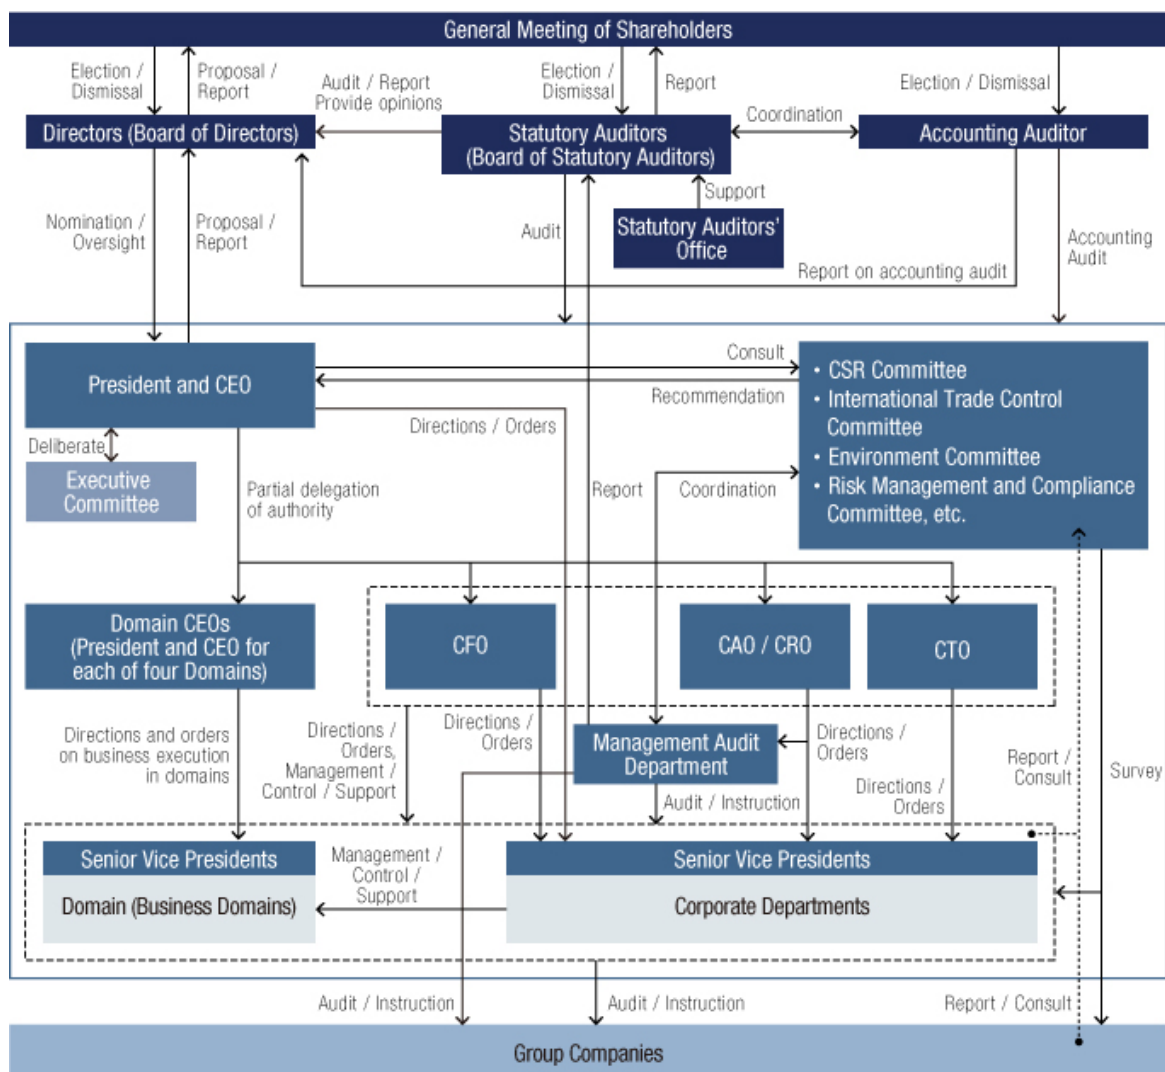 General Meeting of Shareholders
Election /
Dismissal
Proposal /
Report
Audit / Report
Provide opinions
Election /
Dismissal
Report
Election / Dismissal
Directors (Board of Directors)
Statutory Auditors
(Board of Statutory Auditors)
Coordination
Accounting Auditor
Support
Statutory Auditors'
Office
Nomination /
Oversight
Proposal /
Report
Audit
Accounting
Audit
Report on accounting audit
President and CEO
Consult
Recommendation
Directions / Orders
• CSR Committee
• International Trade Control
Committee
• Environment Committee
• Risk Management and Compliance
Committee, etc.
Deliberate
Executive
Committee
Partial delegation
of authority
Report
Coordination
Domain CEOs
(President and CEO for
each of four Domains)
CFO
CAO / CRO
CTO
Directions and orders
on business execution
in domains
Directions /
Orders,
Management /
Control / Support
Directions /
Orders
Management Audit
Department
Directions /
Orders
Report /
Consult
Survey
Audit / Instruction
Directions /
Orders
Senior Vice Presidents
Domain (Business Domains)
Management /
Control /
Support
Senior Vice Presidents
Corporate Departments
Audit / Instruction
Audit / Instruction
Report / Consult
Group Companies